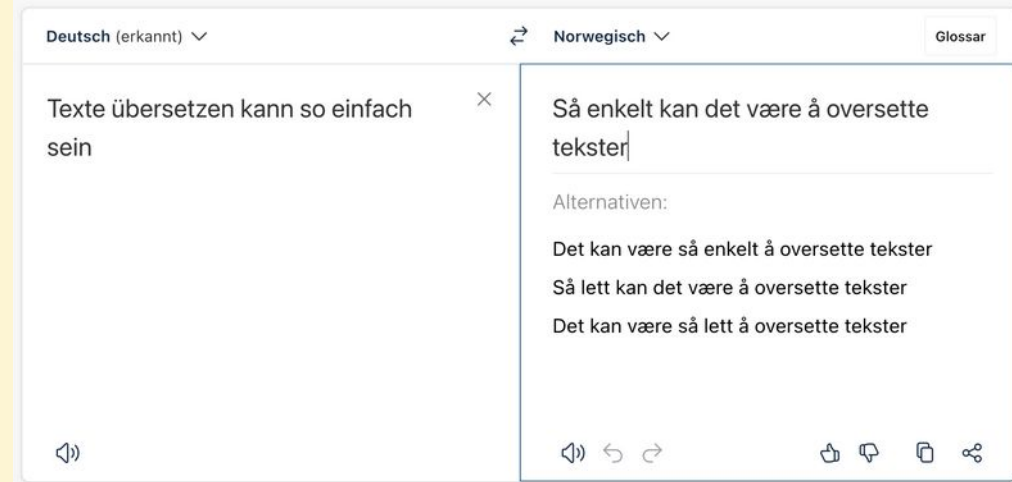 Deutsch (erkannt)
Norwegisch
Glossar
Texte übersetzen kann so einfach
sein
Så enkelt kan det være å oversette
tekster
Alternativen:
Det kan være så enkelt å oversette tekster
Så lett kan det være å oversette tekster
Det kan være så lett å oversette tekster